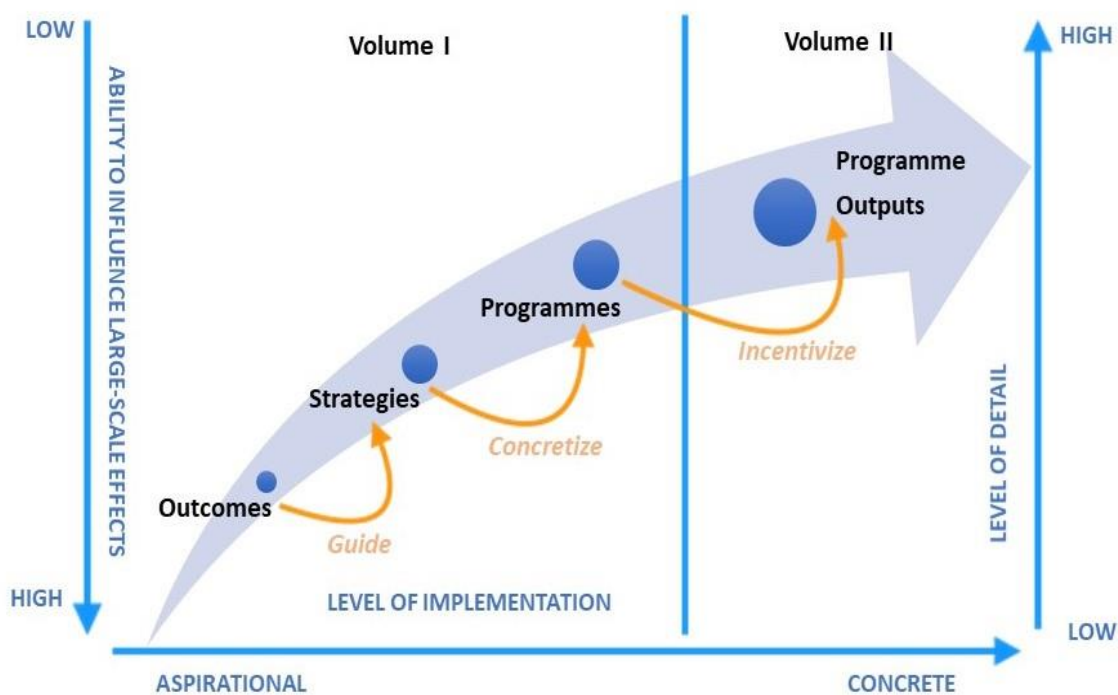 LOW
Volume I
Volume II
HIGH
ABILITY TO INFLUENCE LARGE-SCALE EFFECTS
Programme
Outputs
Programmes
Incentivize
Strategies
Concretize
LEVEL OF DETAIL
Outcomes
Guide
HIGH
LEVEL OF IMPLEMENTATION
LOW
ASPIRATIONAL
CONCRETE